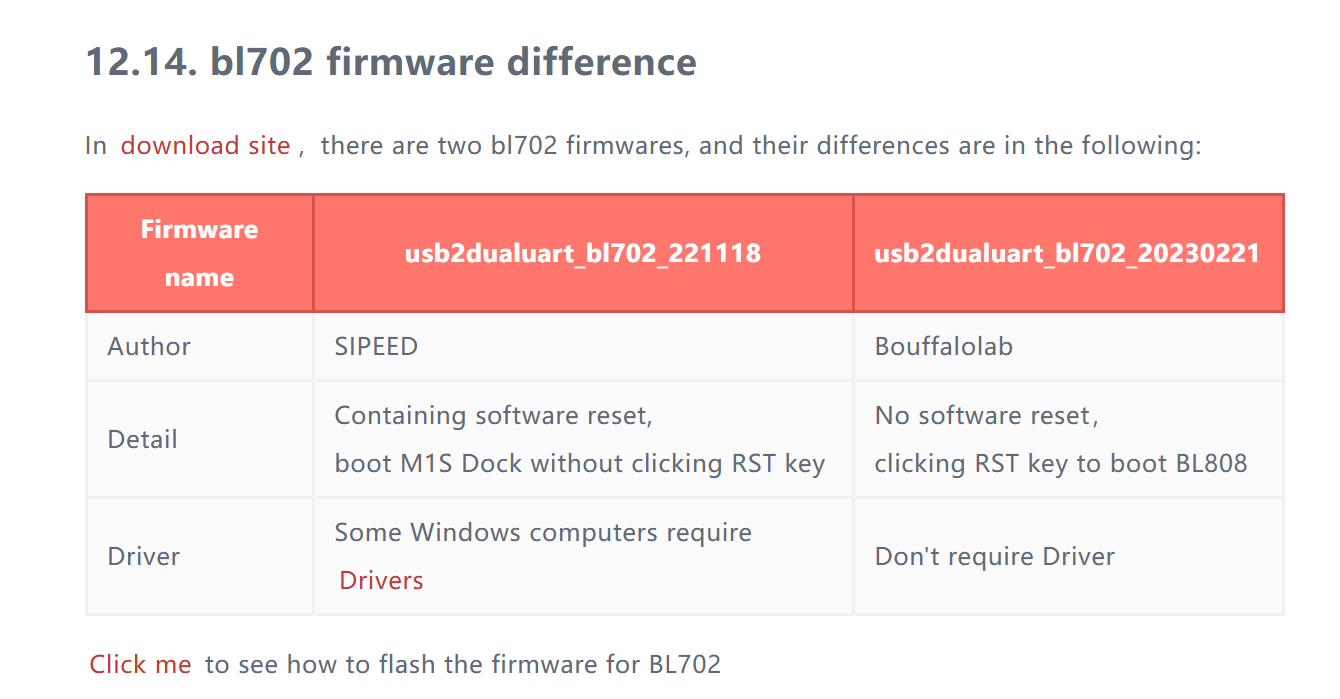 12.14. bl702 firmware difference
In download site , there are two bl702 firmwares, and their differences are in the following:
Firmware
name
usb2dualuart_bl702_221118
usb2dualuart_bl702_20230221
Author
SIPEED
Bouffalolab
Detail
Containing software reset,
boot M1S Dock without clicking RST key
No software reset,
clicking RST key to boot BL808
Driver
Some Windows computers require
Drivers
Don't require Driver
Click me to see how to flash the firmware for BL702